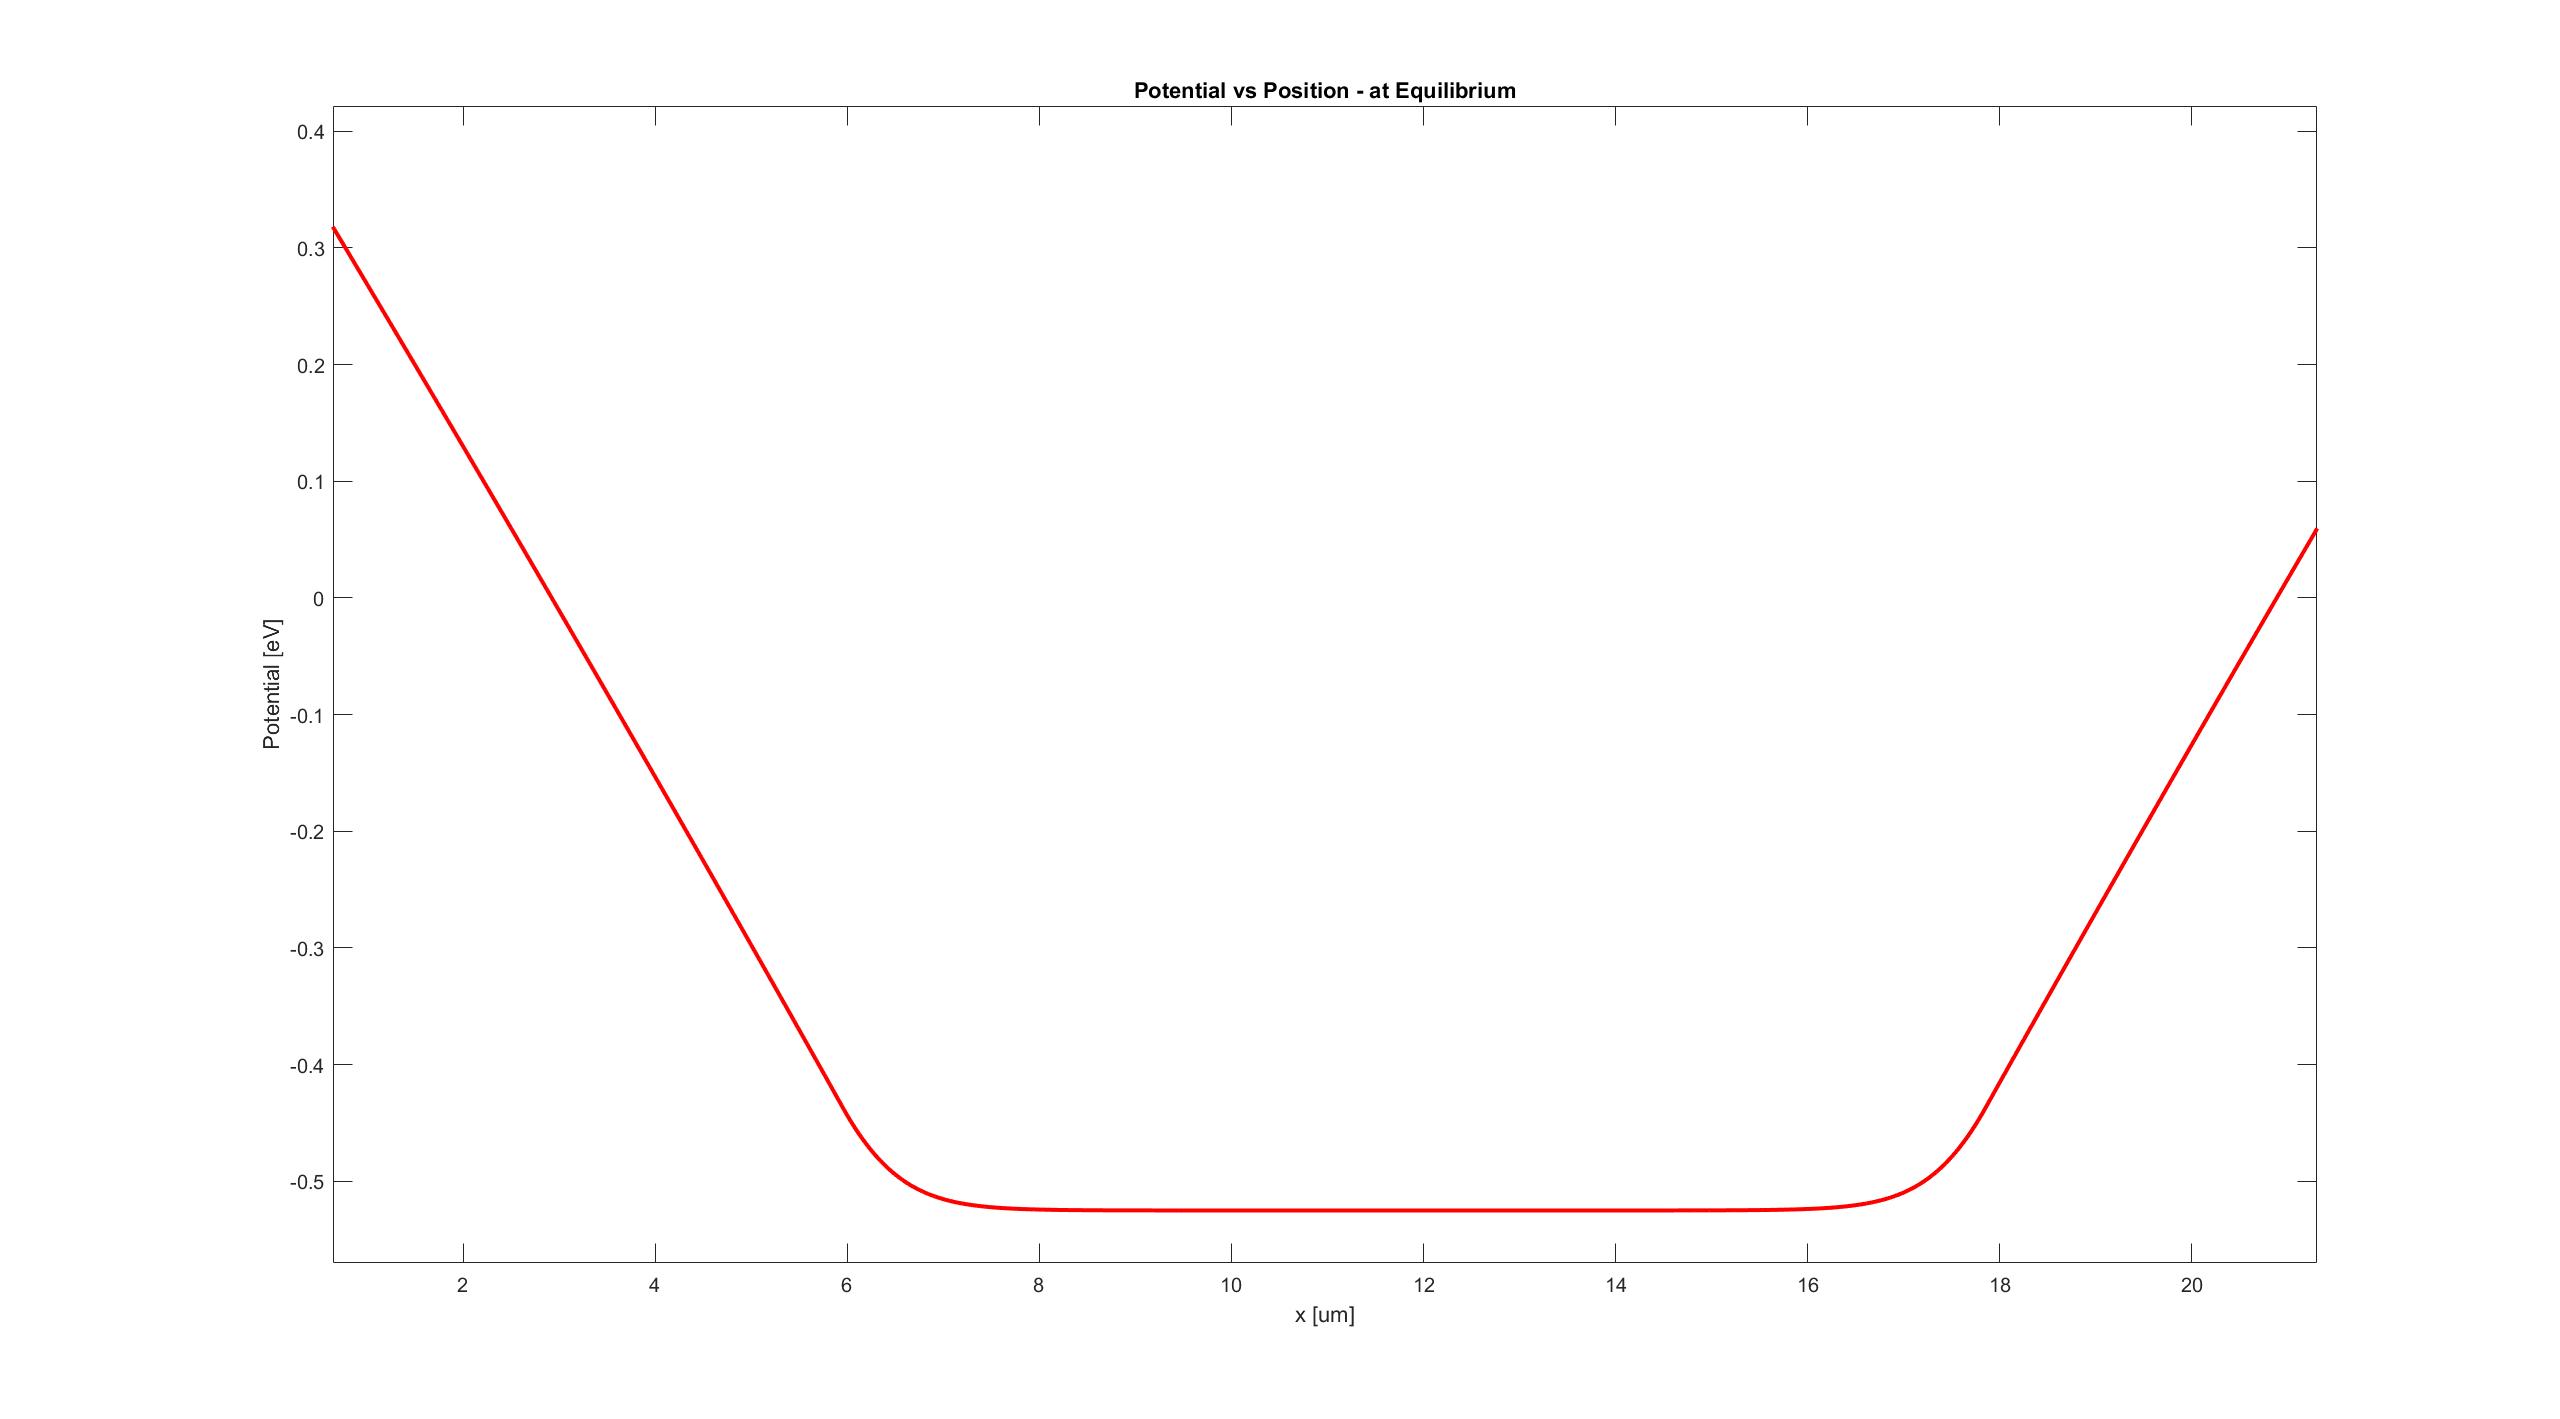 Potential vs Position - at Equilibrium
0.4
0.3
0.2
0.1
0
-0.1
-0.2
-0.3
-0.4
-0.5
Potential [eV]
2 4 6 8 10 12 14 16 18 20
x [um]